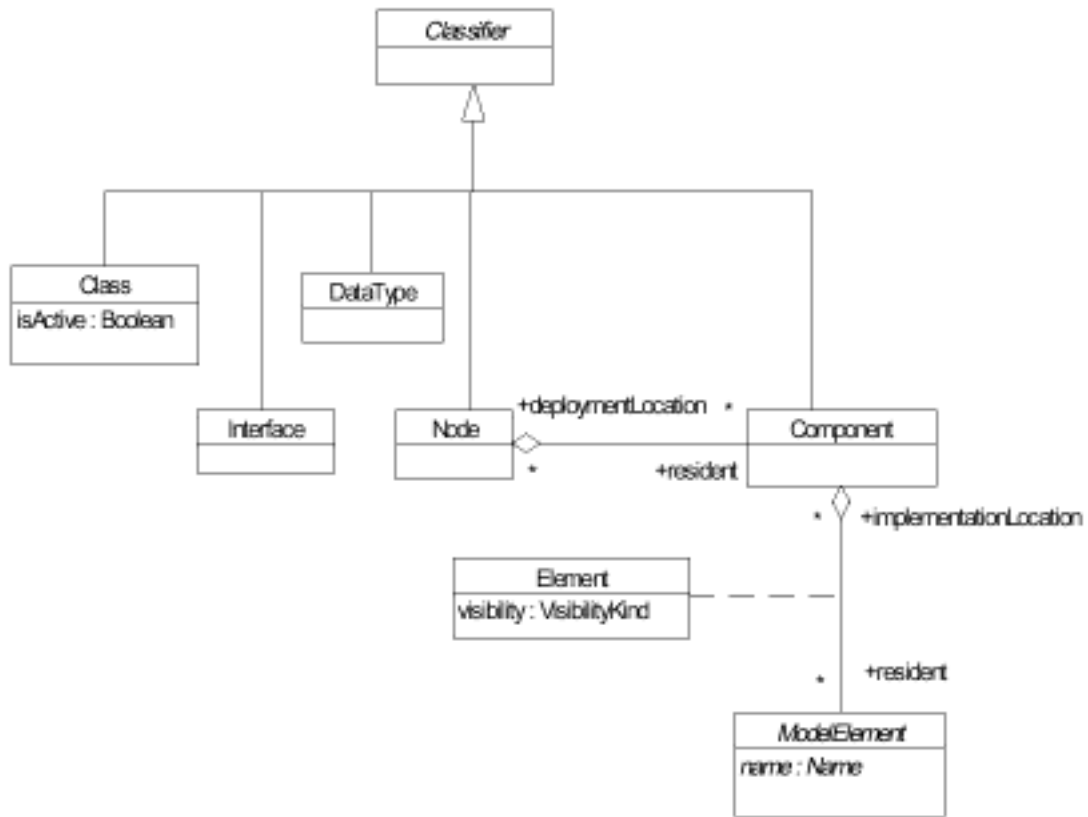 Classifier
Class
isActive : Boolean
DataType
Interface
Node
+deploymentLocation *
* +resident
Component
* +implementationLocation
Element
visibility : VisibilityKind
* +resident
ModelElement
name : Name